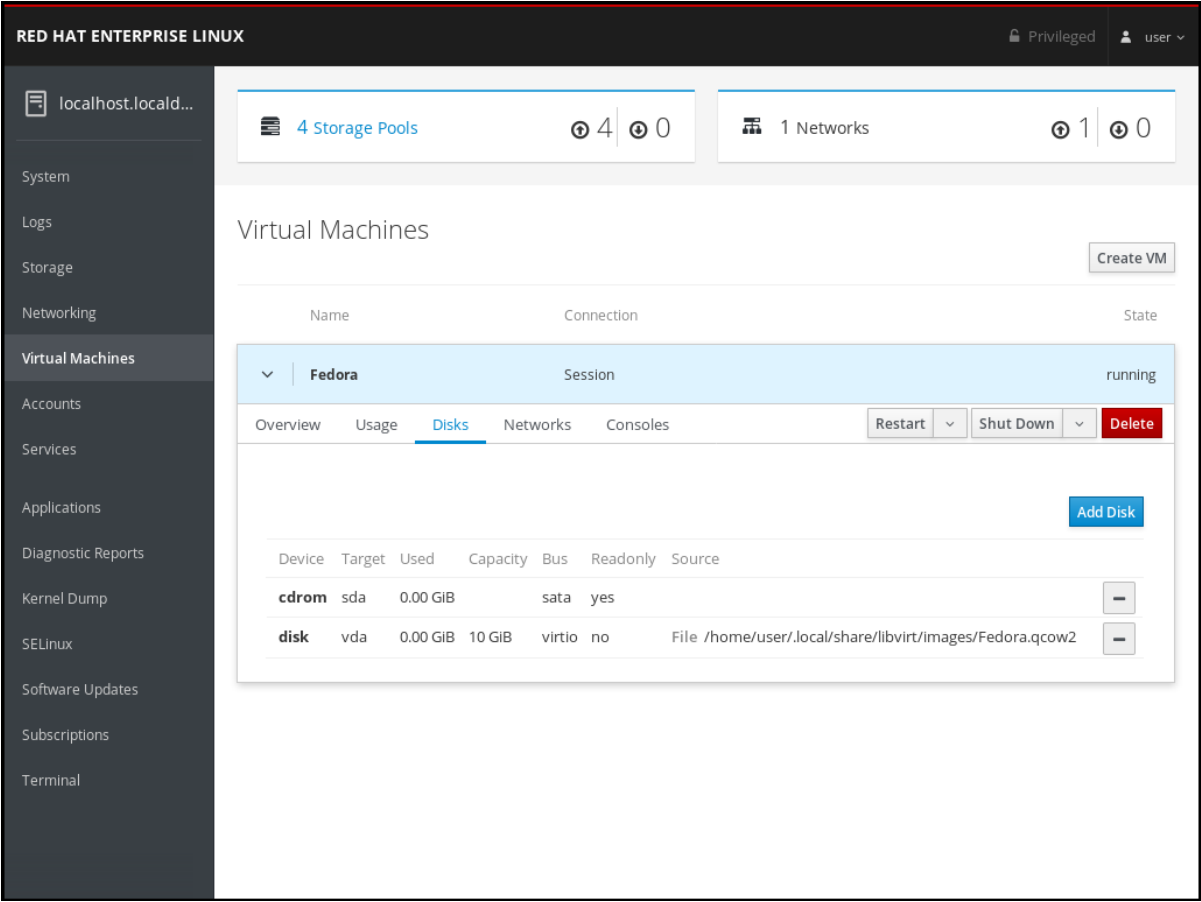 RED HAT ENTERPRISE LINUX
Privileged
user
localhost.locald...
4 Storage Pools
4
0
1 Networks
1
0
System
Logs
Storage
Networking
Virtual Machines
Accounts
Services
Applications
Diagnostic Reports
Kernel Dump
SELinux
Software Updates
Subscriptions
Terminal
Virtual Machines
Create VM
Name Connection State
Fedora Session running
Overview Usage Disks Networks Consoles Restart Shut Down Delete
Add Disk
Device Target Used Capacity Bus Readonly Source
cdrom sda 0.00 GiB sata yes
disk vda 0.00 GiB 10 GiB virtio no File /home/user/.local/share/libvirt/images/Fedora.qcow2